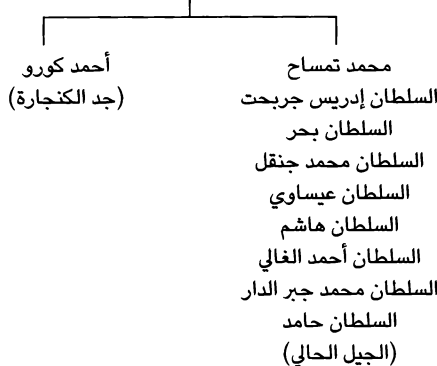 محمد تمساح
السلطان إدريس جربحت
السلطان بحر
السلطان محمد جنقل
السلطان عيساوي
السلطان هاشم
السلطان أحمد الغالي
السلطان محمد جبر الدار
السلطان حامد
(الجيل الحالي)
أحمد كورو
(جد الكنجارة)